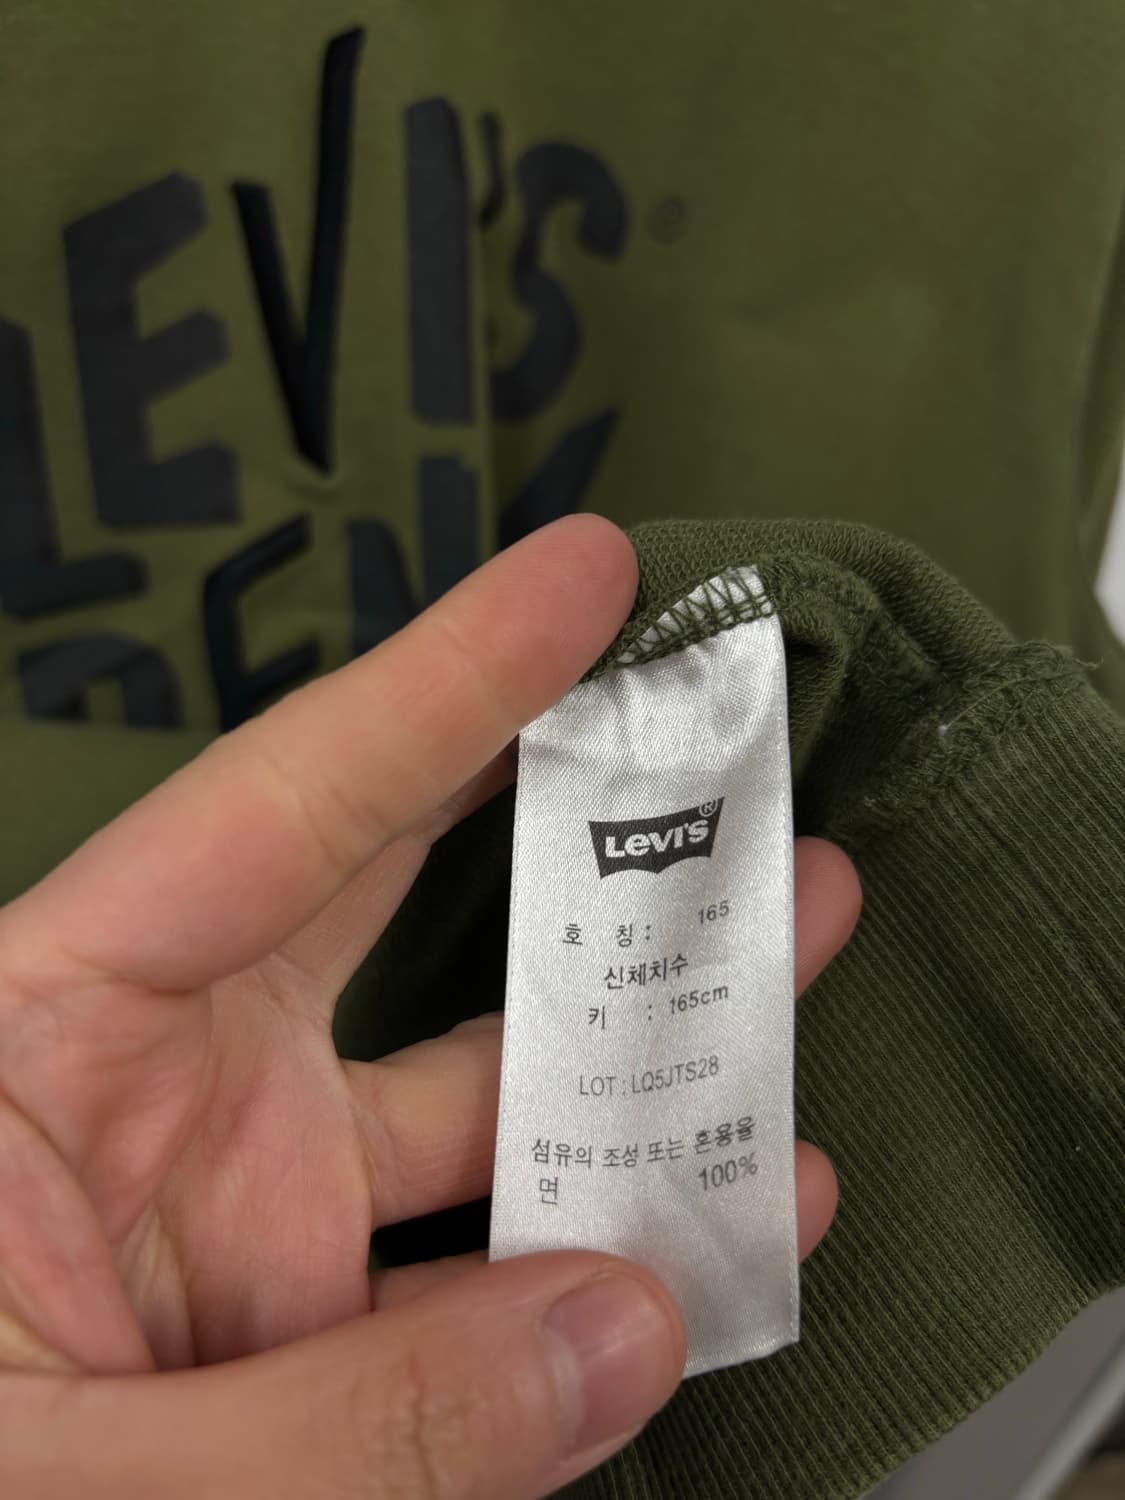 LEVI'S ®
Levi's ®
호 칭 : 165
신체치수
키 : 165cm
LOT : LQ5JTS28
섬유의 조성 또는 혼용율
면 100%